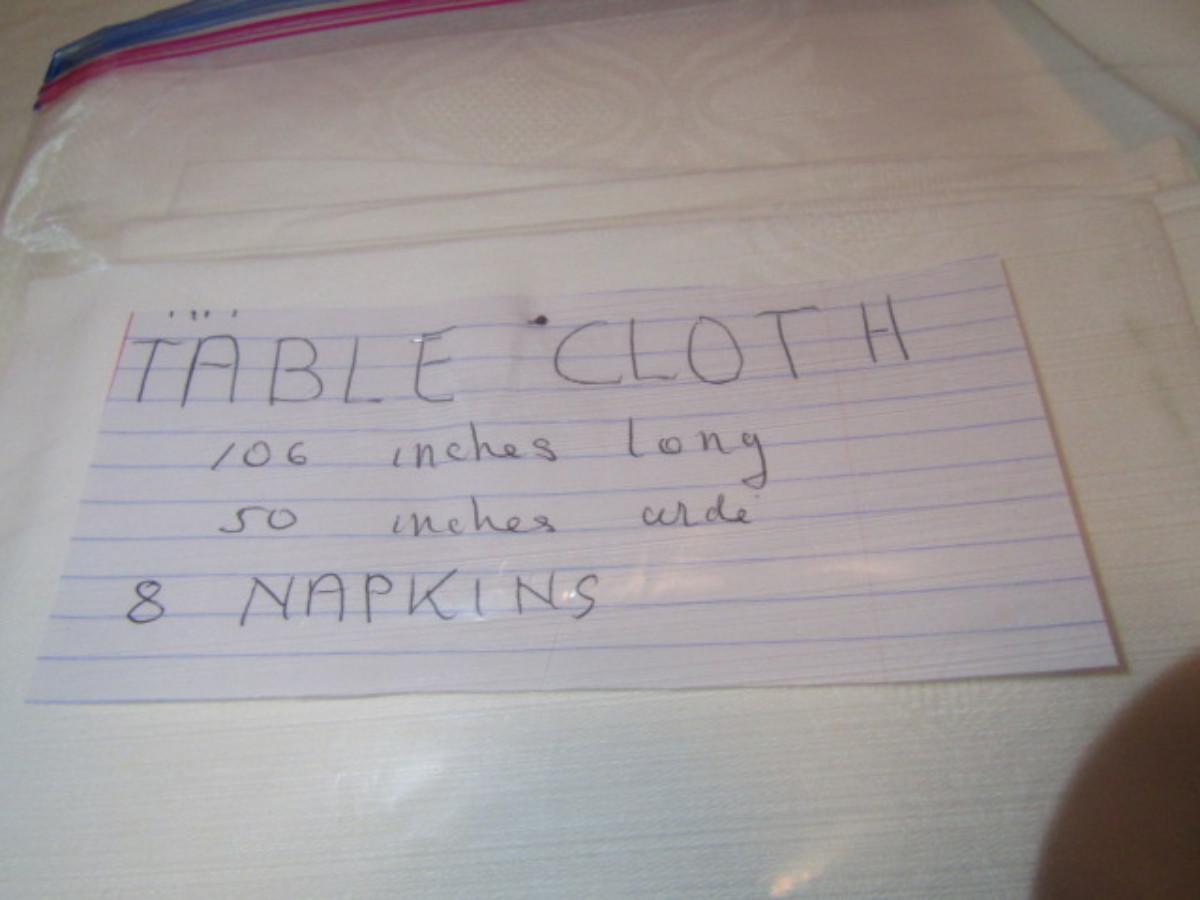 TABLE CLOTH
106 inches long
50 inches wide
8 NAPKINS